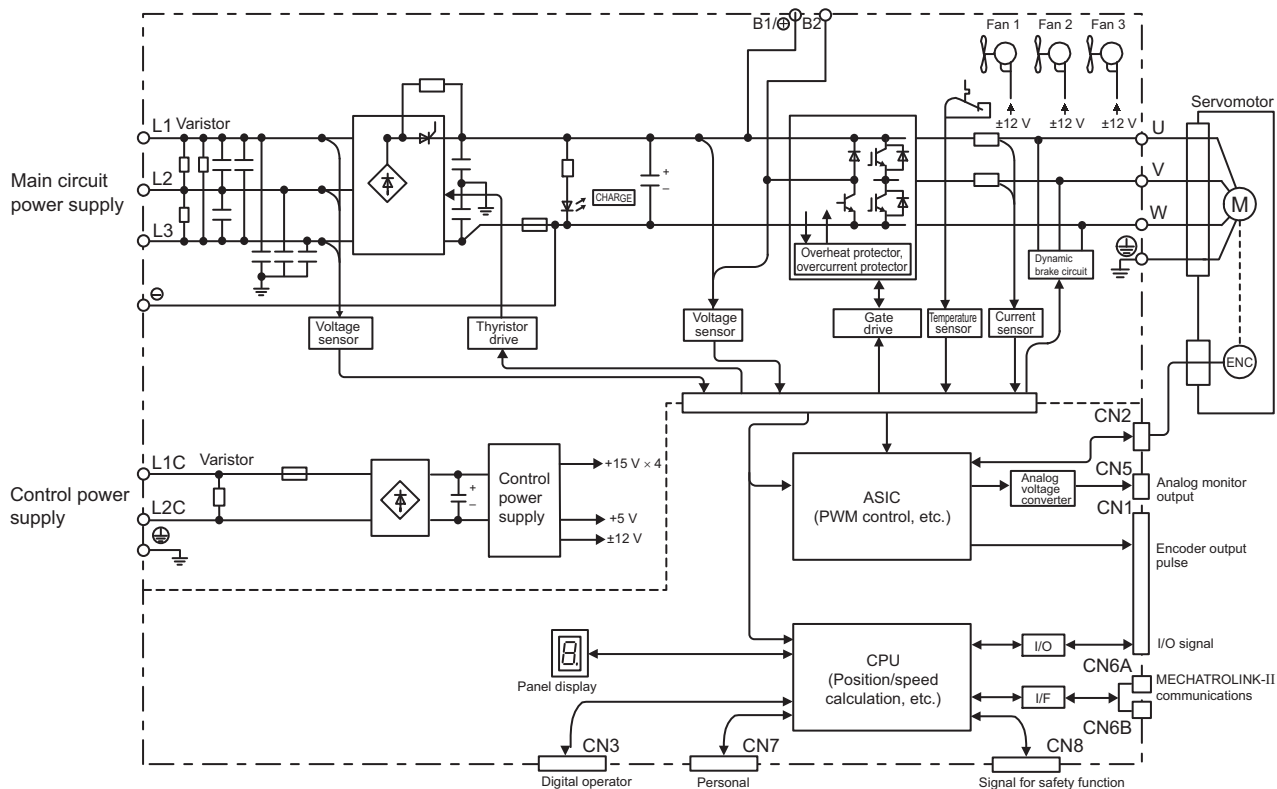 B1/⊕ B2
Fan 1 Fan 2 Fan 3
±12 V ±12 V ±12 V
Servomotor
L1 Varistor
U
Main circuit
power supply
L2
V
CHARGE
+
–
M
L3
W
Overheat protector,
overcurrent protector
Dynamic
brake circuit
⊖
Voltage
sensor
Thyristor
drive
Voltage
sensor
Gate
drive
Temperature
sensor
Current
sensor
ENC
CN2
L1C Varistor
Control power
supply
L2C
+
–
Control
power
supply
+15 V × 4
+5 V
±12 V
ASIC
(PWM control, etc.)
Analog
voltage
converter
CN5
Analog monitor
output
CN1
Encoder output
pulse
8.
Panel display
CPU
(Position/speed
calculation, etc.)
I/O
I/O signal
CN6A
I/F
MECHATROLINK-II
communications
CN6B
CN3
Digital operator
CN7
Personal
CN8
Signal for safety function